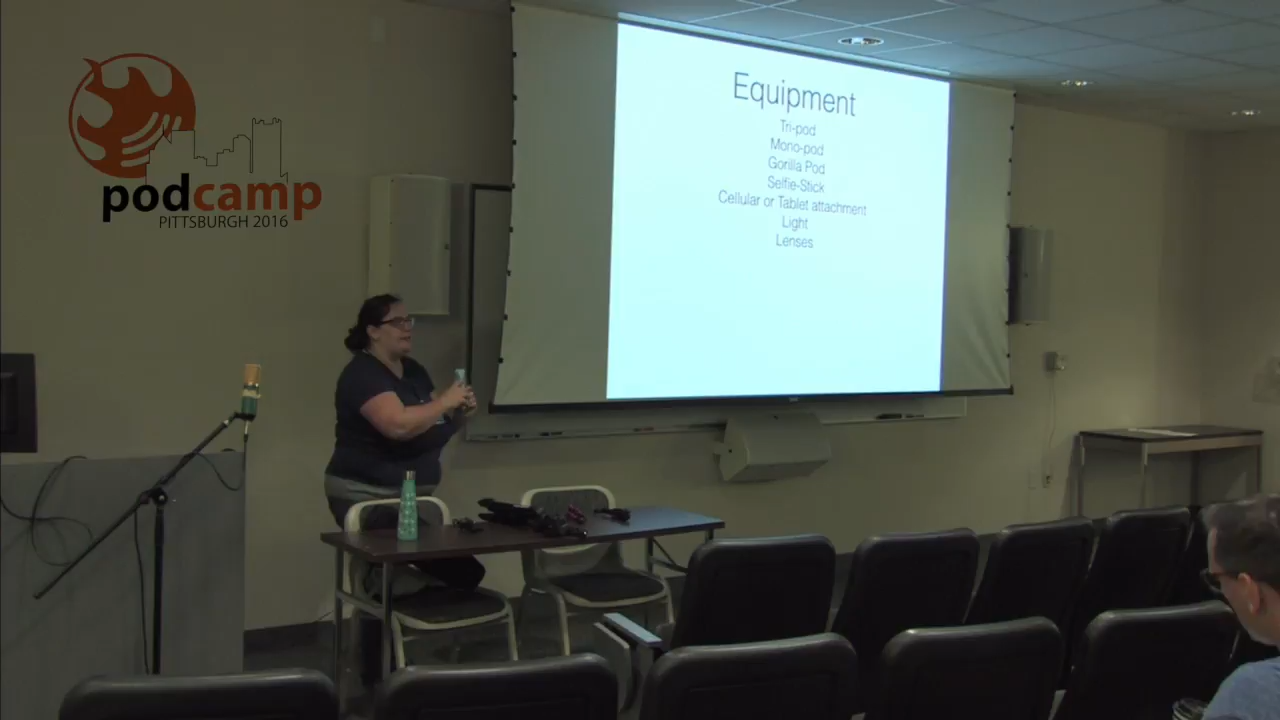 podcamp
PITTSBURGH 2016
Equipment
Tri-pod
Mono-pod
Gorilla Pod
Selfie-Stick
Cellular or Tablet attachment
Light
Lenses